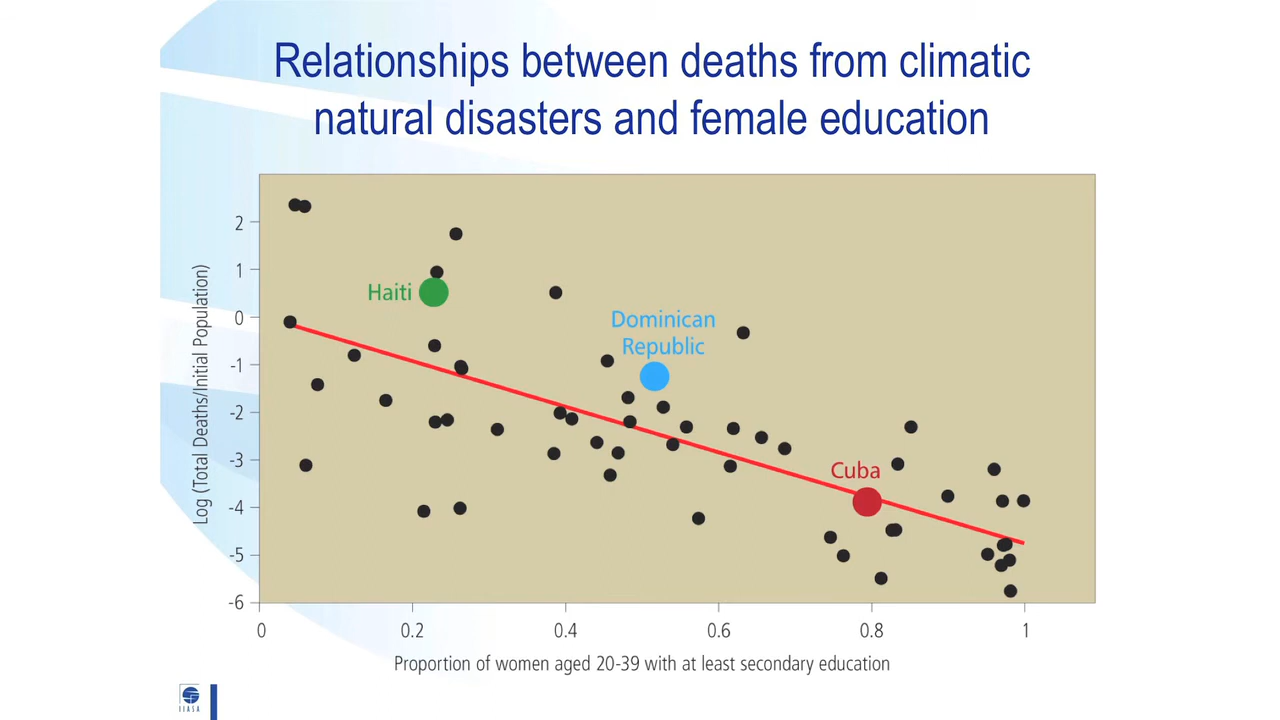 Relationships between deaths from climatic
natural disasters and female education
2
1
0
-1
-2
-3
-4
-5
-6
Log (Total Deaths/Initial Population)
Haiti
Dominican
Republic
Cuba
0 0.2 0.4 0.6 0.8 1
Proportion of women aged 20-39 with at least secondary education
IIASA